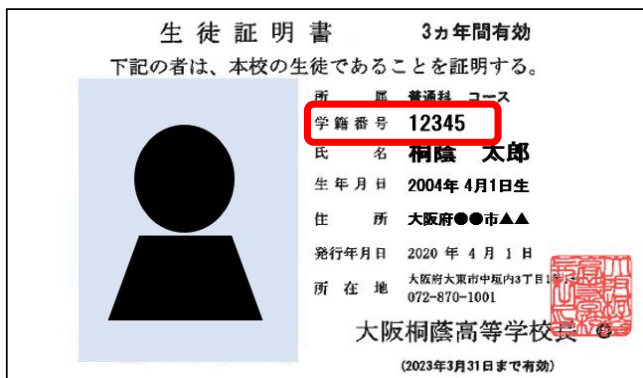 生徒証明書 3ヵ年間有効
下記の者は、本校の生徒であることを証明する。
所属 普通科 コース
学籍番号 12345
氏名 桐蔭 太郎
生年月日 2004年 4月1日生
住所 大阪府●●市▲▲
発行年月日 2020 年 4 月 1 日
所在地 大阪府大東市中垣内3丁目1番
072-870-1001
大阪桐蔭高等学校長
(2023年3月31日まで有効)